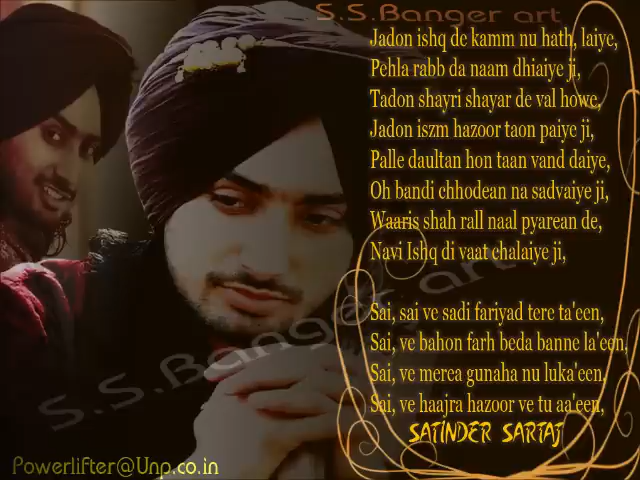 S.S.Banger art
Jadon ishq de kamm nu hath, laiye,
Pehla rabb da naam dhiaiye ji,
Tadon shayri shayar de val howe,
Jadon iszm hazoor taon paiye ji,
Palle daultan hon taan vand daiye,
Oh bandi chhodean na sadvaiye ji,
Waaris shah rall naal pyarean de,
Navi Ishq di vaat chalaiye ji,
Sai, sai ve sadi fariyad tere ta'een,
Sai, ve bahon farh beda banne la'een,
Sai, ve merea gunaha nu luka'een,
Sai, ve haajra hazoor ve tu aa'een,
SATINDER SARTAJ
S.S.Banger art
Powerlifter@Unp.co.in